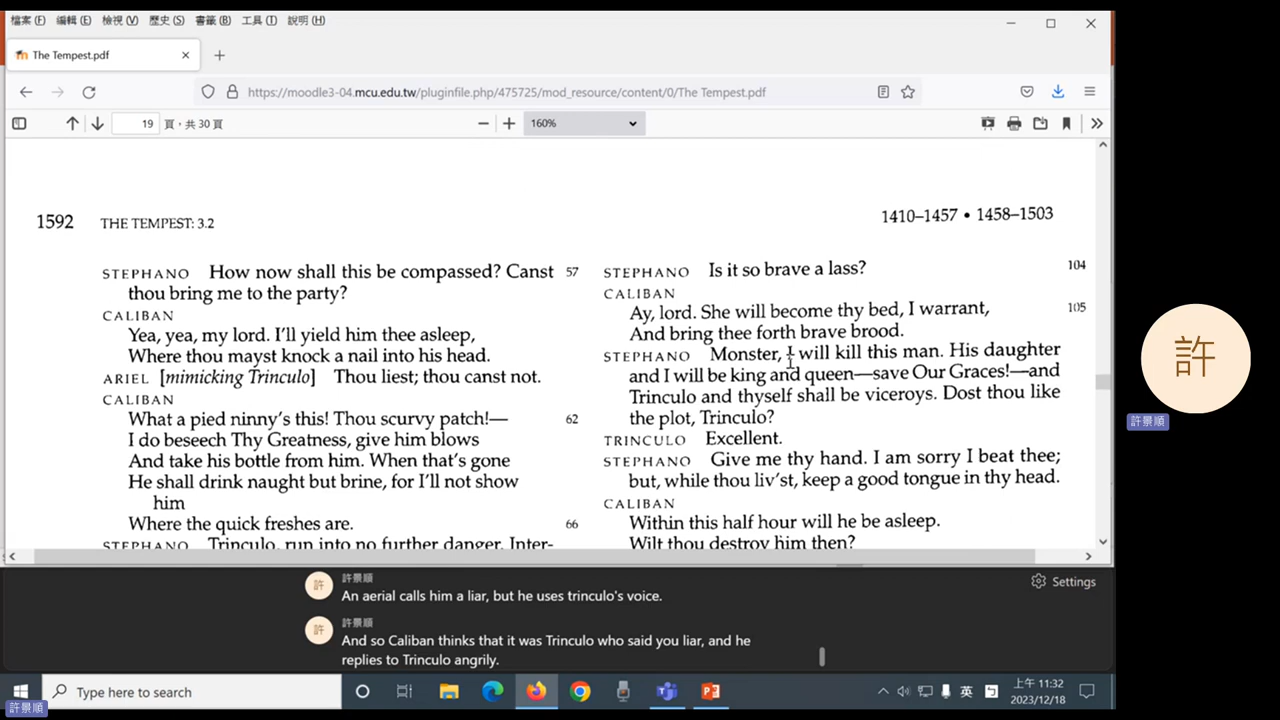 檔案 (F) 編輯 (E) 檢視 (V) 歷史 (S) 書籤 (B) 工具 (T) 說明 (H)
The Tempest.pdf
https://moodle3-04.mcu.edu.tw/pluginfile.php/475725/mod_resource/content/0/The Tempest.pdf
19 頁，共 30 頁
160%
1592 THE TEMPEST: 3.2
1410–1457 • 1458–1503
STEPHANO How now shall this be compassed? Canst 57
thou bring me to the party?
CALIBAN
Yea, yea, my lord. I'll yield him thee asleep,
Where thou mayst knock a nail into his head.
ARIEL [mimicking Trinculo] Thou liest; thou canst not.
CALIBAN
What a pied ninny's this! Thou scurvy patch!— 62
I do beseech Thy Greatness, give him blows
And take his bottle from him. When that's gone
He shall drink naught but brine, for I'll not show
him
Where the quick freshes are. 66
STEPHANO Trinculo, run into no further danger. Inter-
STEPHANO Is it so brave a lass? 104
CALIBAN
Ay, lord. She will become thy bed, I warrant, 105
And bring thee forth brave brood.
STEPHANO Monster, I will kill this man. His daughter
and I will be king and queen—save Our Graces!—and
Trinculo and thyself shall be viceroys. Dost thou like
the plot, Trinculo?
TRINCULO Excellent.
STEPHANO Give me thy hand. I am sorry I beat thee;
but, while thou liv'st, keep a good tongue in thy head.
CALIBAN
Within this half hour will he be asleep.
Wilt thou destroy him then?
許
許景順
許 許景順
An aerial calls him a liar, but he uses trinculo's voice.
許 許景順
And so Caliban thinks that it was Trinculo who said you liar, and he
replies to Trinculo angrily.
Settings
Type here to search
英
上午 11:32
2023/12/18
許景順